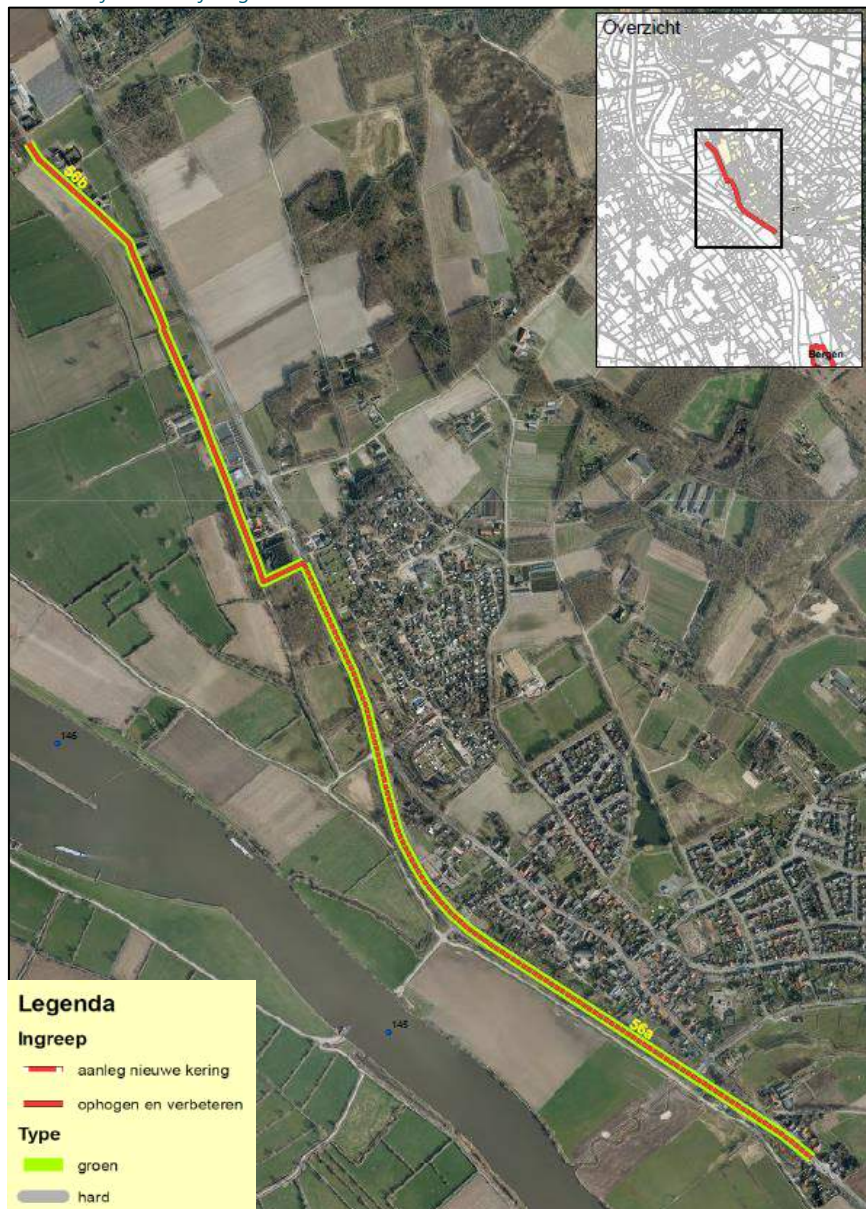 Overzicht
Bergen
56b
145
145
56a
Legenda
Ingreep
aanleg nieuwe kering
ophogen en verbeteren
Type
groen
hard